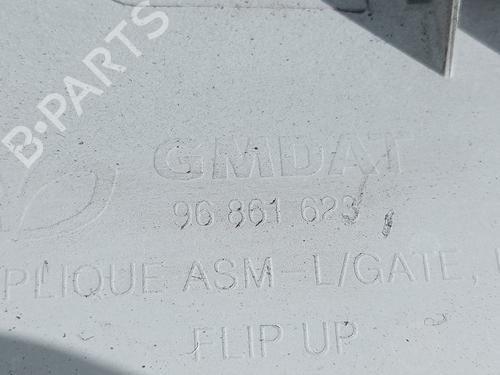 B-PARTS
GMDAT
96 861 623
PLIQUE ASM-L/GATE,
FLIP UP